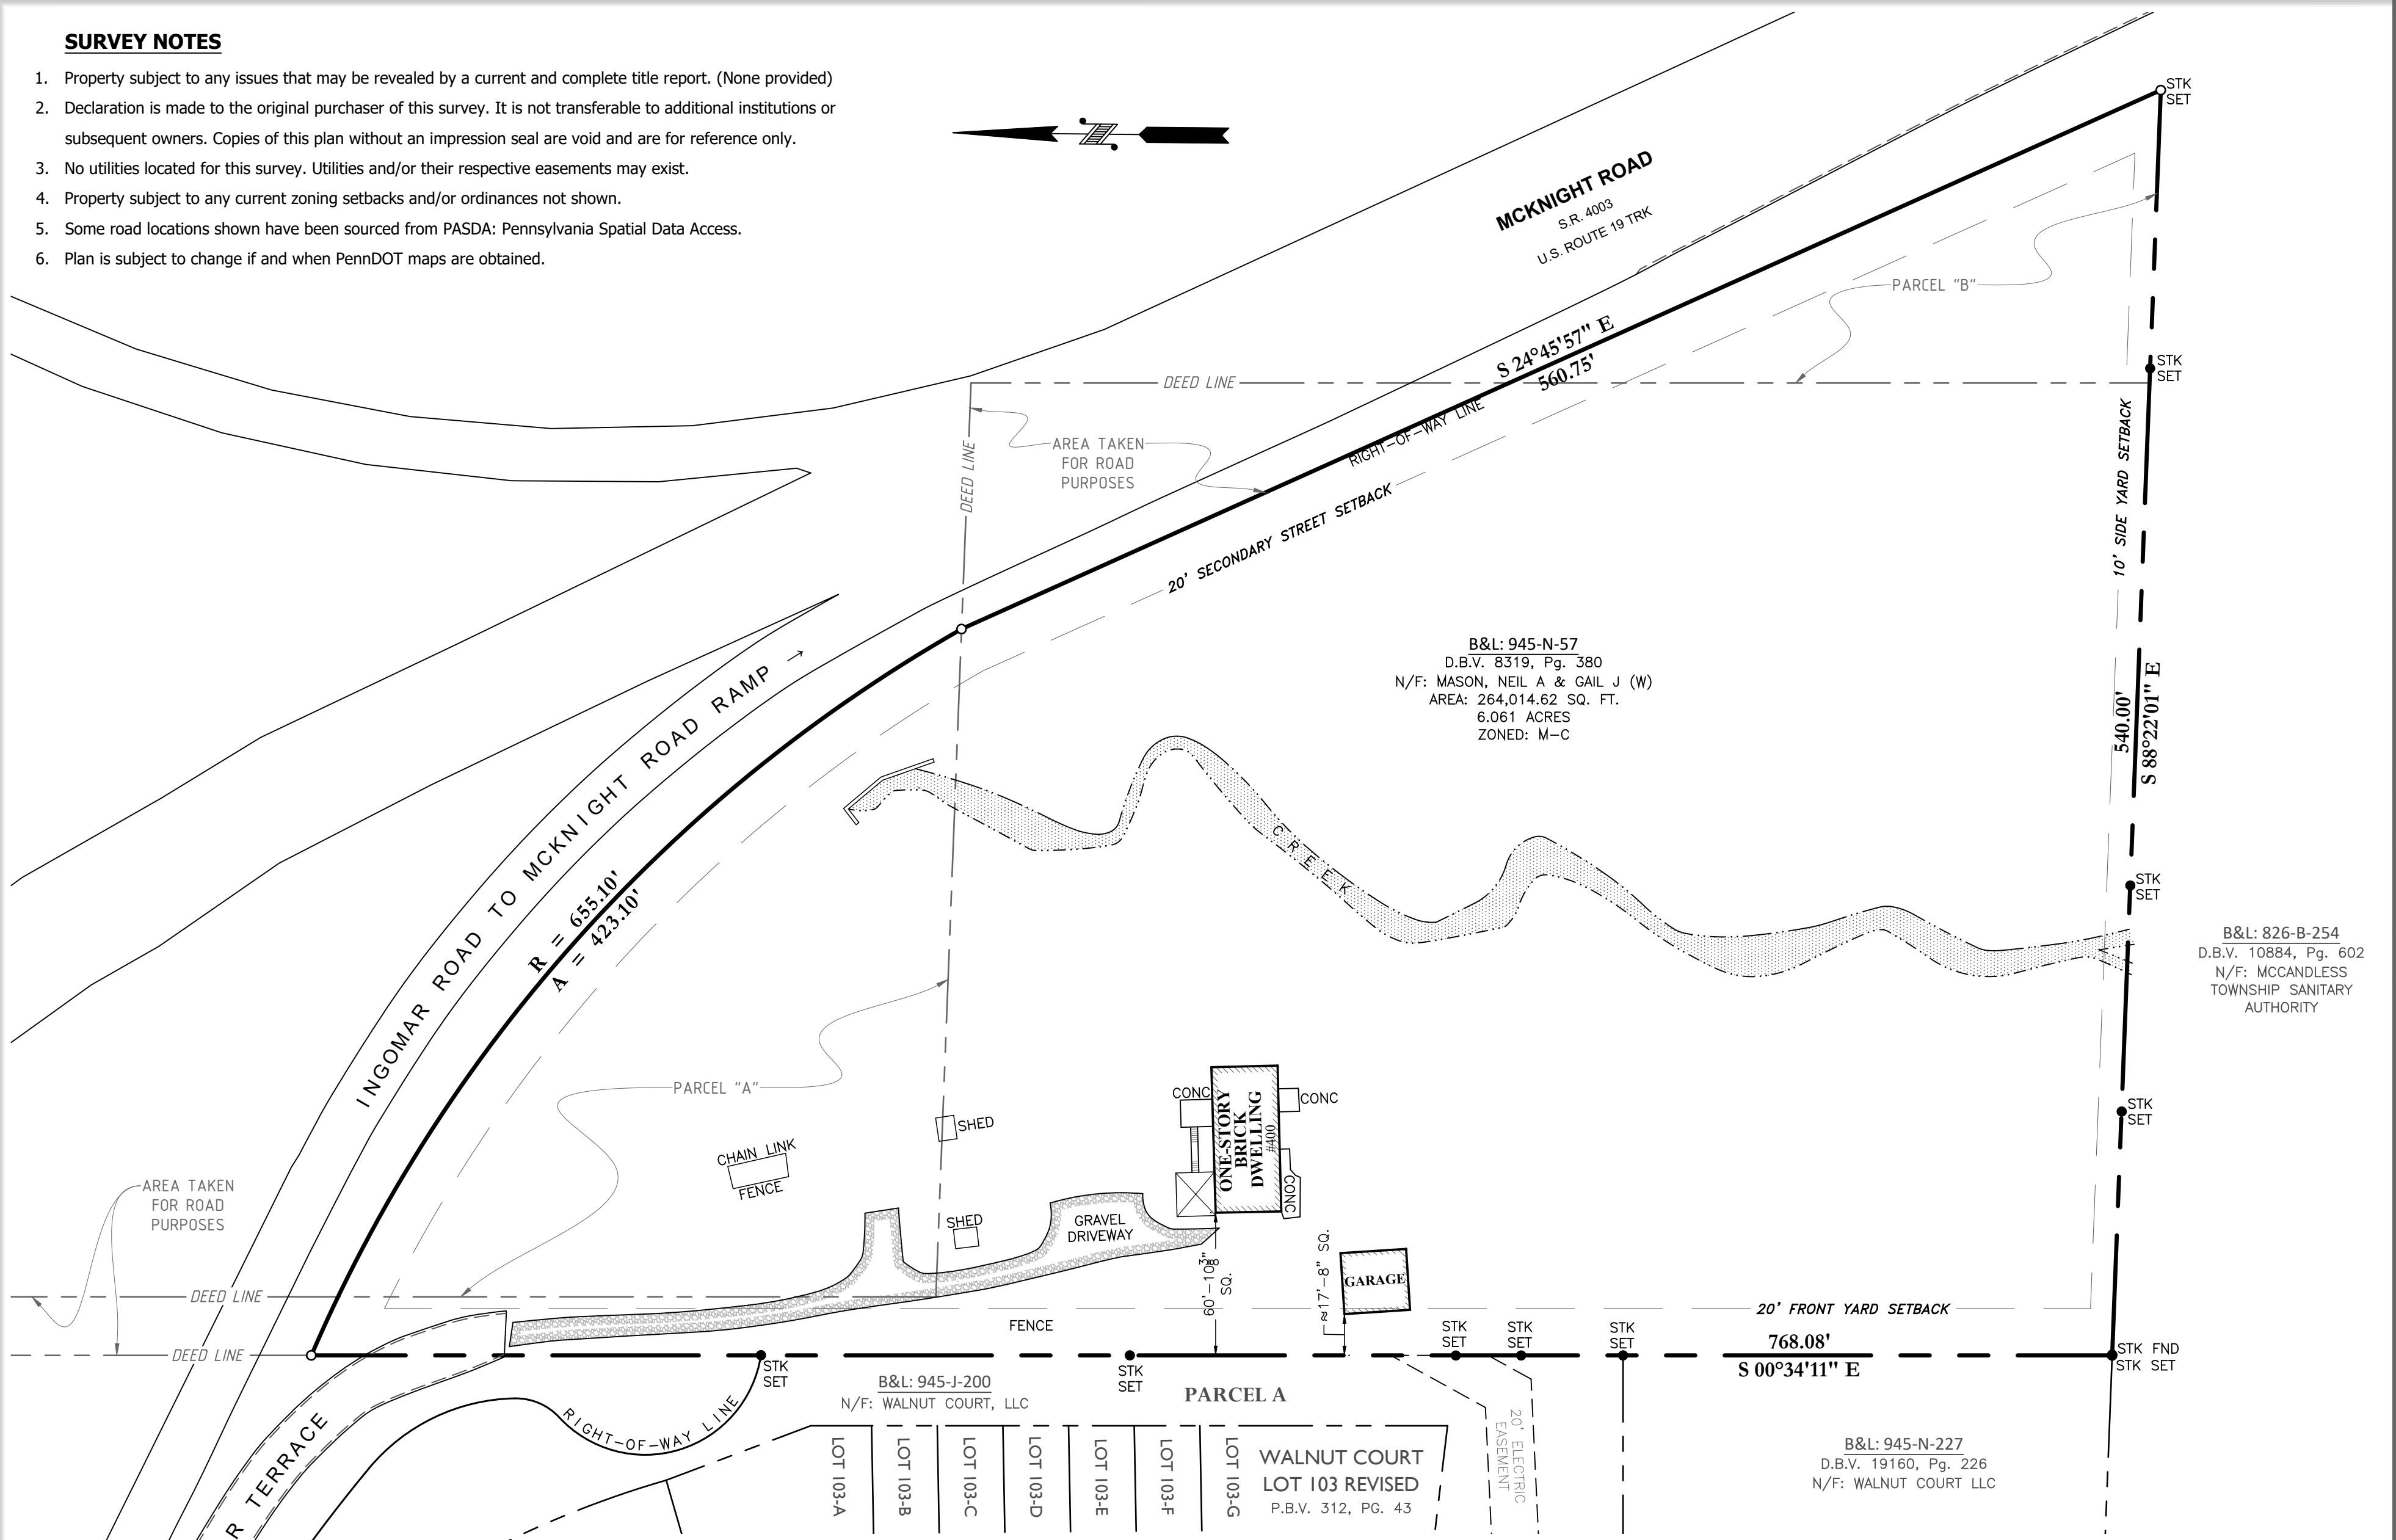 SURVEY NOTES
1. Property subject to any issues that may be revealed by a current and complete title report. (None provided)
2. Declaration is made to the original purchaser of this survey. It is not transferable to additional institutions or
subsequent owners. Copies of this plan without an impression seal are void and are for reference only.
3. No utilities located for this survey. Utilities and/or their respective easements may exist.
4. Property subject to any current zoning setbacks and/or ordinances not shown.
5. Some road locations shown have been sourced from PASDA: Pennsylvania Spatial Data Access.
6. Plan is subject to change if and when PennDOT maps are obtained.
MCKNIGHT ROAD
S.R. 4003
U.S. ROUTE 19 TRK
STK
SET
PARCEL "B"
S 24°45'57" E
560.75'
RIGHT-OF-WAY LINE
DEED LINE
STK
SET
DEED LINE
AREA TAKEN
FOR ROAD
PURPOSES
20' SECONDARY STREET SETBACK
10' SIDE YARD SETBACK
B&L: 945-N-57
D.B.V. 8319, Pg. 380
N/F: MASON, NEIL A & GAIL J (W)
AREA: 264,014.62 SQ. FT.
6.061 ACRES
ZONED: M-C
540.00'
S 88°22'01" E
INGOMAR ROAD TO MCKNIGHT ROAD RAMP →
R = 655.10'
A = 423.10'
CREEK
STK
SET
B&L: 826-B-254
D.B.V. 10884, Pg. 602
N/F: MCCANDLESS
TOWNSHIP SANITARY
AUTHORITY
PARCEL "A"
STK
SET
CONC
CONC
ONE-STORY
BRICK
DWELLING
#400
CONC
SHED
CHAIN LINK
FENCE
SHED
GRAVEL
DRIVEWAY
AREA TAKEN
FOR ROAD
PURPOSES
60'-10⅜"
SQ.
≈17'-8" SQ.
GARAGE
DEED LINE
20' FRONT YARD SETBACK
FENCE
STK
SET
STK
SET
STK
SET
768.08'
S 00°34'11" E
STK FND
STK SET
DEED LINE
STK
SET
STK
SET
B&L: 945-J-200
N/F: WALNUT COURT, LLC
PARCEL A
RIGHT-OF-WAY LINE
R TERRACE
LOT 103-A
LOT 103-B
LOT 103-C
LOT 103-D
LOT 103-E
LOT 103-F
LOT 103-G
WALNUT COURT
LOT 103 REVISED
P.B.V. 312, PG. 43
20' ELECTRIC
EASEMENT
B&L: 945-N-227
D.B.V. 19160, Pg. 226
N/F: WALNUT COURT LLC